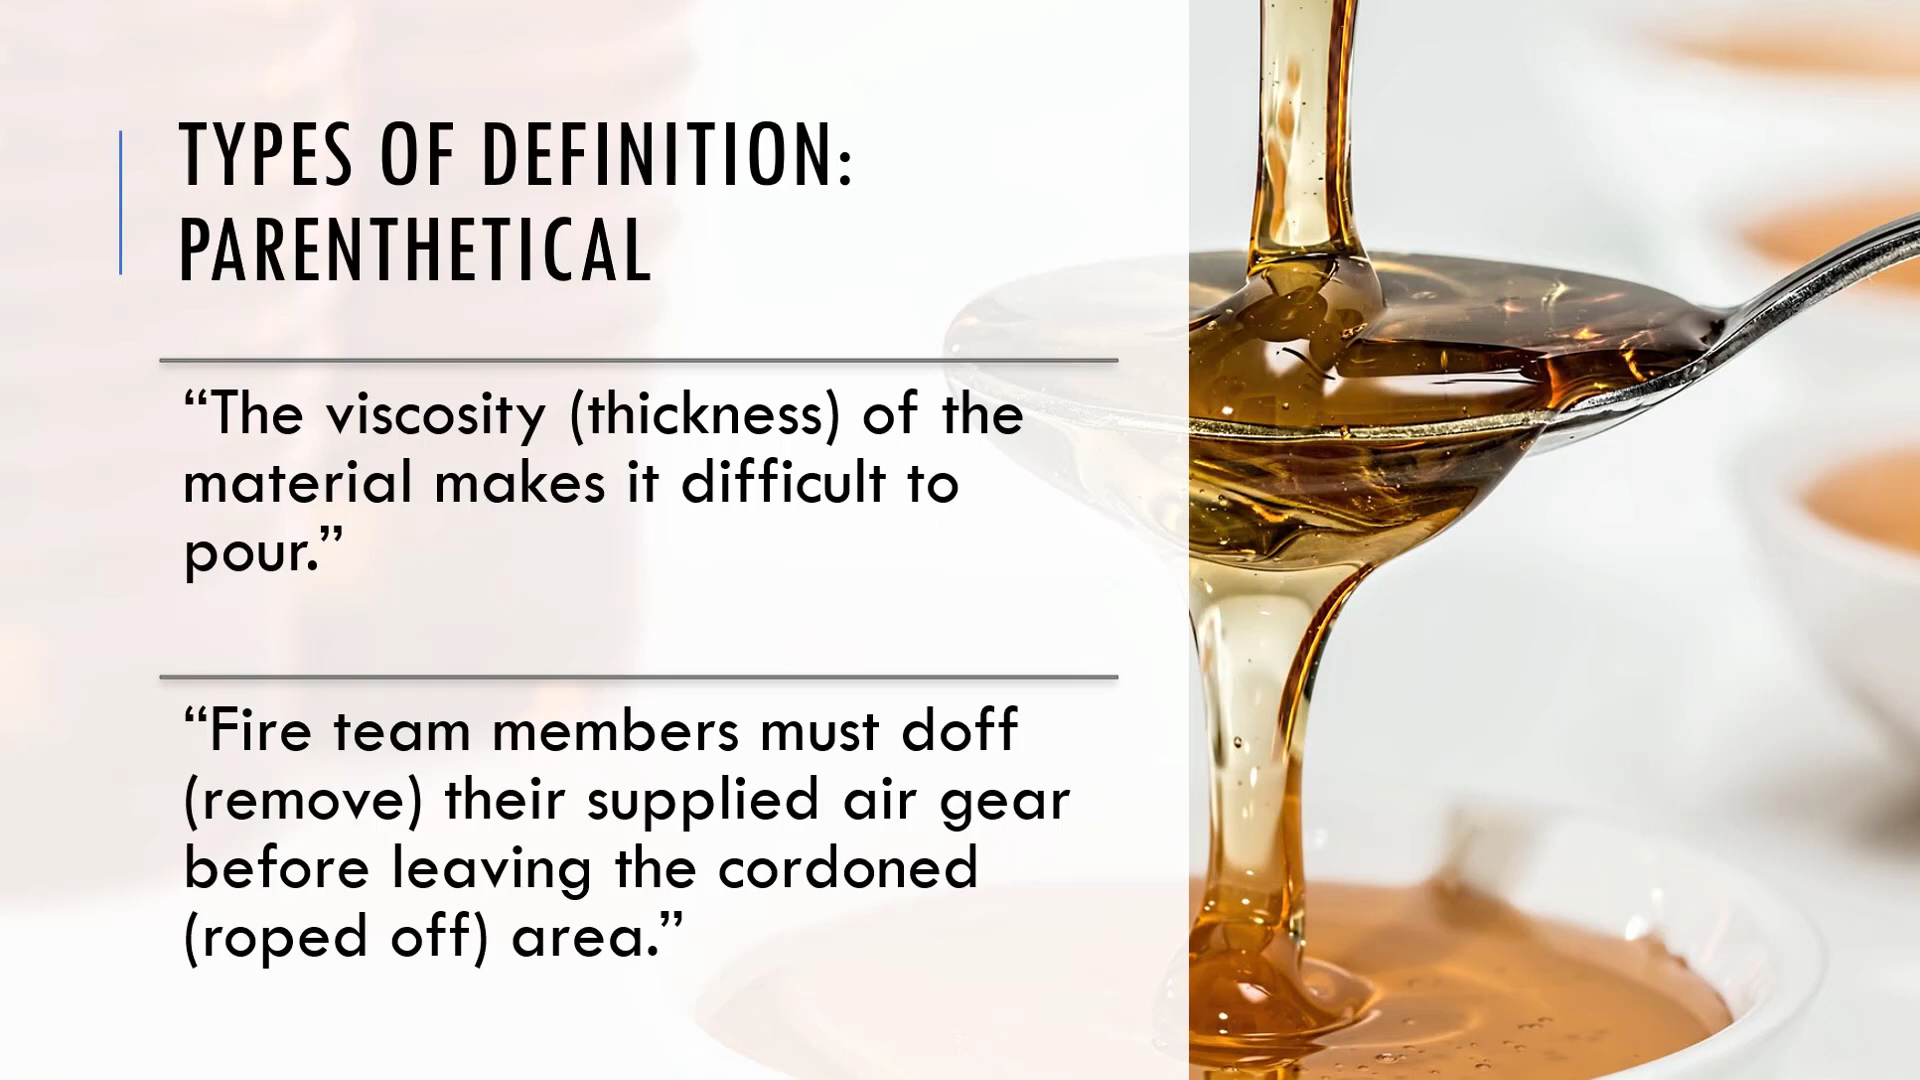 TYPES OF DEFINITION:
PARENTHETICAL
“The viscosity (thickness) of the
material makes it difficult to
pour.”
“Fire team members must doff
(remove) their supplied air gear
before leaving the cordoned
(roped off) area.”